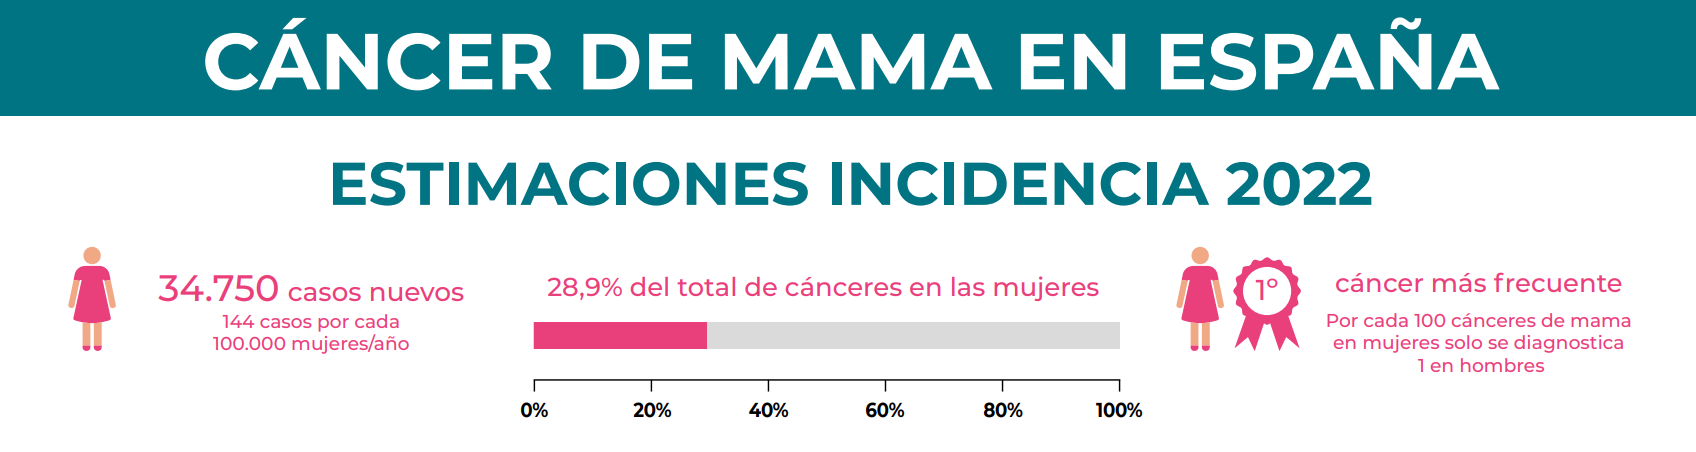 CÁNCER DE MAMA EN ESPAÑA
ESTIMACIONES INCIDENCIA 2022
34.750 casos nuevos
144 casos por cada
100.000 mujeres/año
28,9% del total de cánceres en las mujeres
0% 20% 40% 60% 80% 100%
1º
cáncer más frecuente
Por cada 100 cánceres de mama
en mujeres solo se diagnostica
1 en hombres